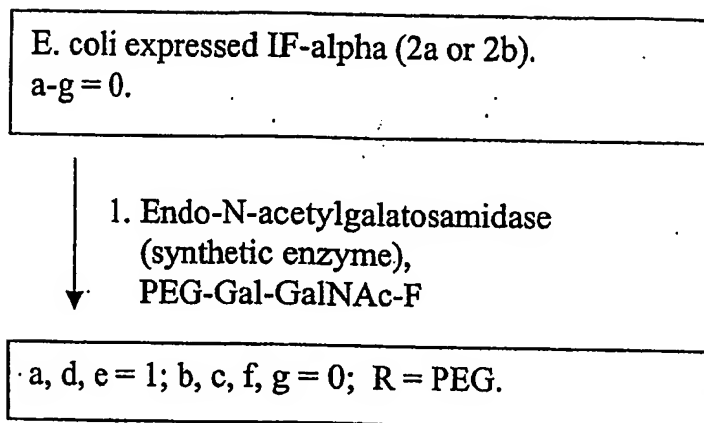 E. coli expressed IF-alpha (2a or 2b).
a-g = 0.
1. Endo-N-acetylgalatosamidase
(synthetic enzyme),
PEG-Gal-GalNAc-F
a, d, e = 1; b, c, f, g = 0; R = PEG.